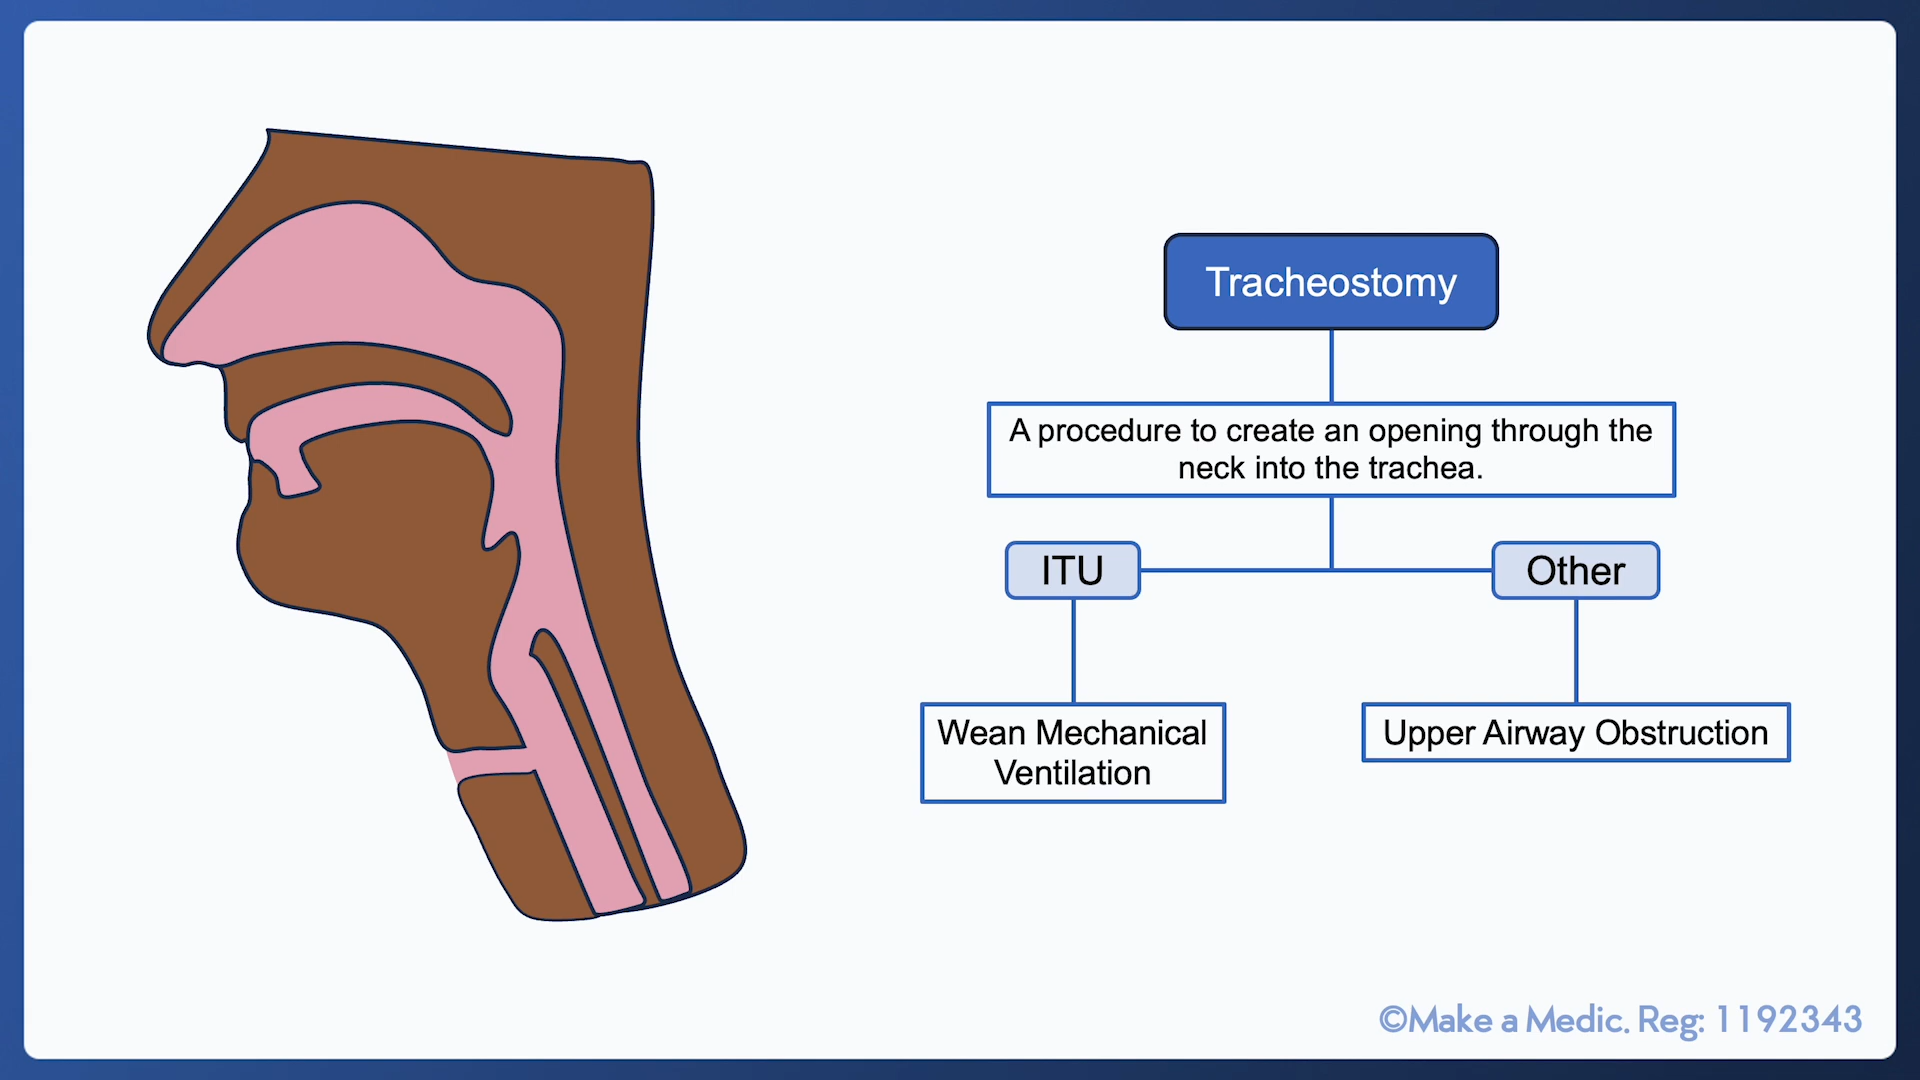 Tracheostomy
A procedure to create an opening through the
neck into the trachea.
ITU
Other
Wean Mechanical
Ventilation
Upper Airway Obstruction
©Make a Medic. Reg: 1192343